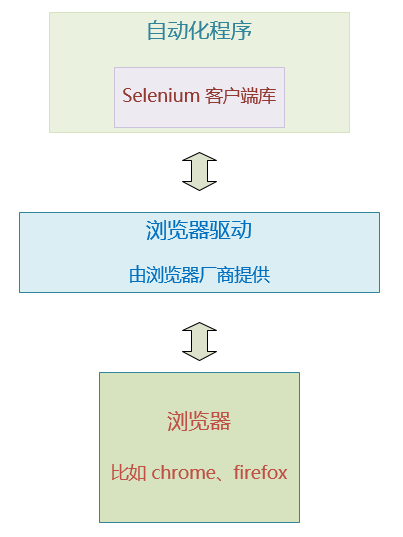 自动化程序
Selenium 客户端库
浏览器驱动
由浏览器厂商提供
浏览器
比如 chrome、firefox